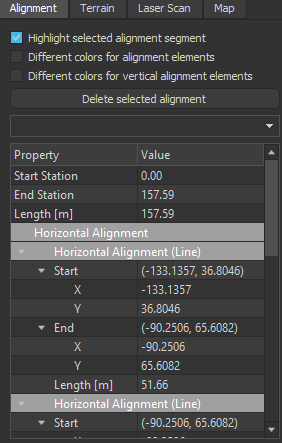 Alignment Terrain Laser Scan Map
Highlight selected alignment segment
Different colors for alignment elements
Different colors for vertical alignment elements
Delete selected alignment
Property Value
Start Station 0.00
End Station 157.59
Length [m] 157.59
Horizontal Alignment
Horizontal Alignment (Line)
Start (-133.1357, 36.8046)
X -133.1357
Y 36.8046
End (-90.2506, 65.6082)
X -90.2506
Y 65.6082
Length [m] 51.66
Horizontal Alignment (Line)
Start (-90.2506, 65.6082)